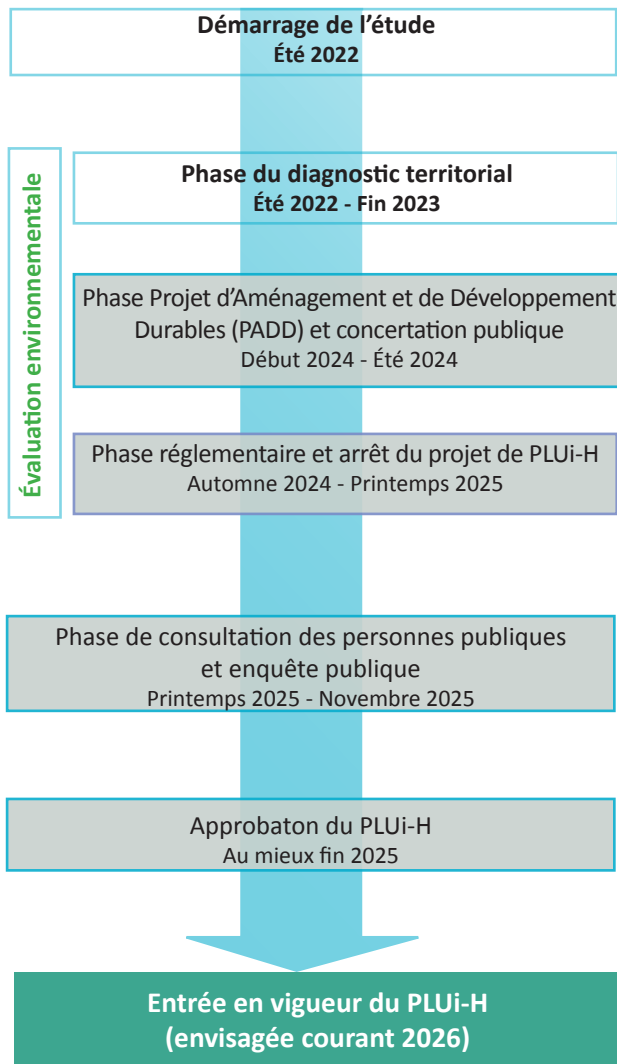 Démarrage de l'étude
Été 2022
Évaluation environnementale
Phase du diagnostic territorial
Été 2022 - Fin 2023
Phase Projet d'Aménagement et de Développement
Durables (PADD) et concertation publique
Début 2024 - Été 2024
Phase réglementaire et arrêt du projet de PLUi-H
Automne 2024 - Printemps 2025
Phase de consultation des personnes publiques
et enquête publique
Printemps 2025 - Novembre 2025
Approbaton du PLUi-H
Au mieux fin 2025
Entrée en vigueur du PLUi-H
(envisagée courant 2026)